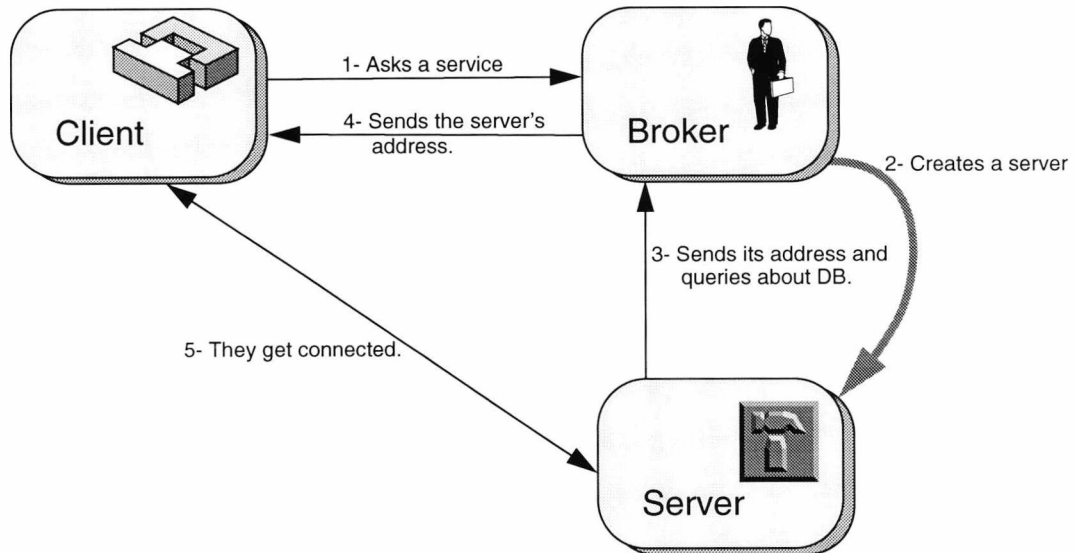 Client
1- Asks a service
4- Sends the server's
address.
Broker
2- Creates a server
3- Sends its address and
queries about DB.
5- They get connected.
Server